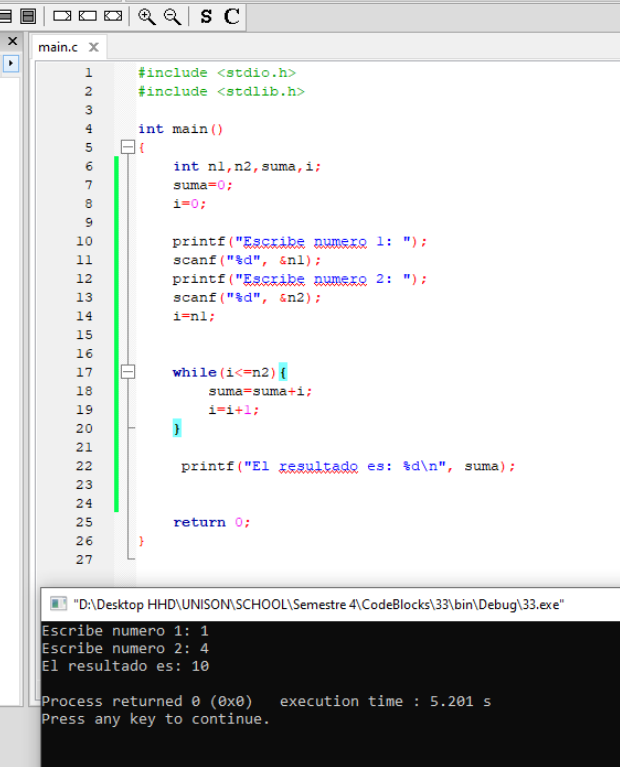 S C
main.c X
1 #include <stdio.h>
2 #include <stdlib.h>
3
4 int main()
5 {
6 int n1,n2,suma,i;
7 suma=0;
8 i=0;
9
10 printf("Escribe numero 1: ");
11 scanf("%d", &n1);
12 printf("Escribe numero 2: ");
13 scanf("%d", &n2);
14 i=n1;
15
16
17 while(i<=n2){
18 suma=suma+i;
19 i=i+1;
20 }
21
22 printf("El resultado es: %d\n", suma);
23
24
25 return 0;
26 }
27
"D:\Desktop HHD\UNISON\SCHOOL\Semestre 4\CodeBlocks\33\bin\Debug\33.exe"
Escribe numero 1: 1
Escribe numero 2: 4
El resultado es: 10
Process returned 0 (0x0) execution time : 5.201 s
Press any key to continue.